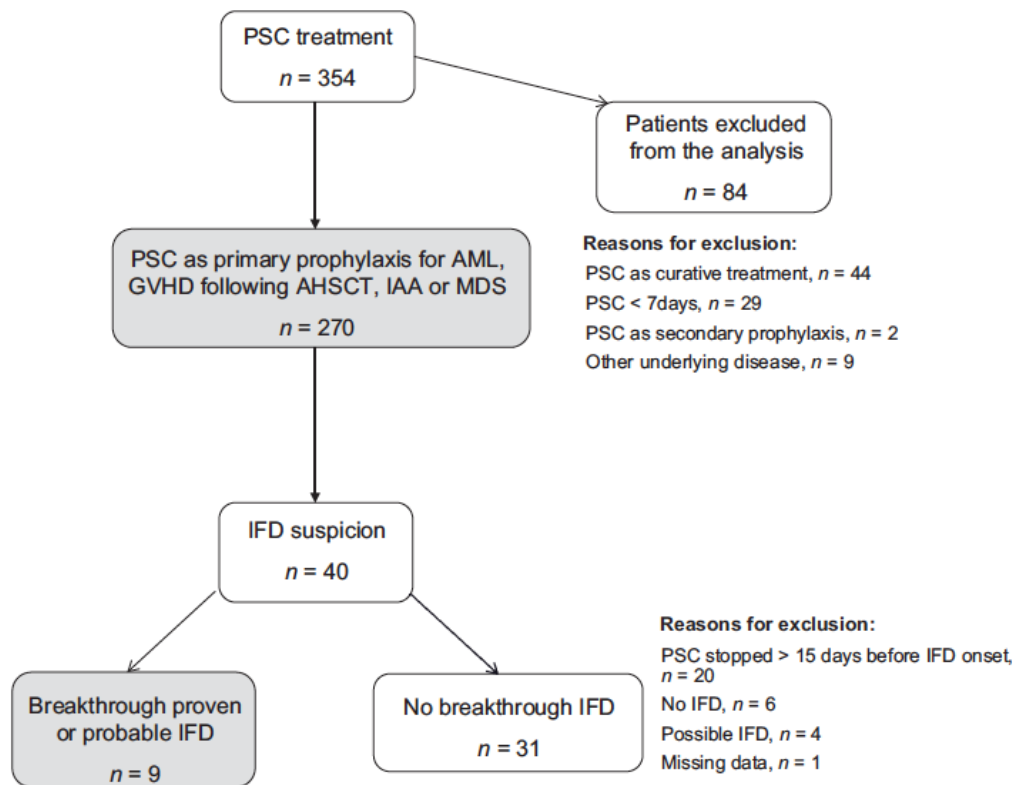 PSC treatment
n = 354
Patients excluded
from the analysis
n = 84
Reasons for exclusion:
PSC as curative treatment, n = 44
PSC < 7days, n = 29
PSC as secondary prophylaxis, n = 2
Other underlying disease, n = 9
PSC as primary prophylaxis for AML,
GVHD following AHSCT, IAA or MDS
n = 270
IFD suspicion
n = 40
Breakthrough proven
or probable IFD
n = 9
No breakthrough IFD
n = 31
Reasons for exclusion:
PSC stopped > 15 days before IFD onset,
n = 20
No IFD, n = 6
Possible IFD, n = 4
Missing data, n = 1